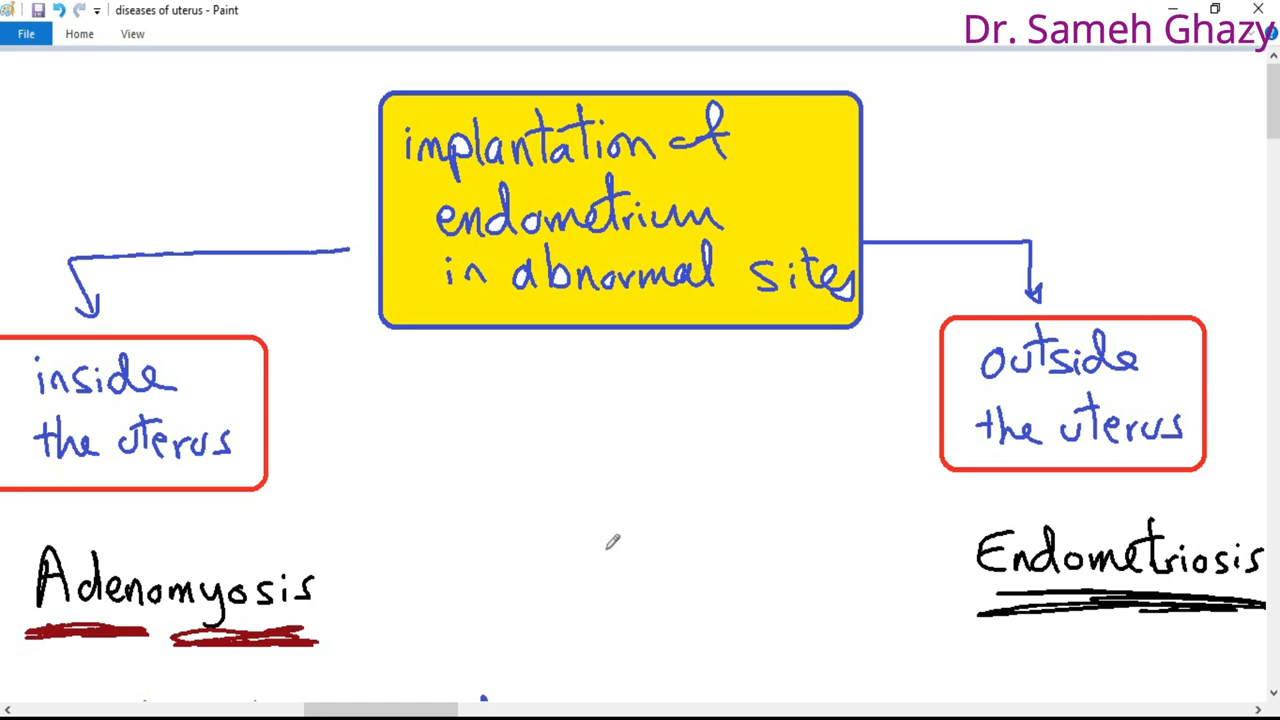 diseases of uterus - Paint
File Home View
Dr. Sameh Ghazy
implantation of
endometrium
in abnormal sites
inside
the uterus
outside
the uterus
Adenomyosis
Endometriosis